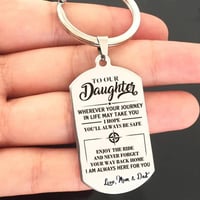 TO OUR
Daughter
WHEREVER YOUR JOURNEY
IN LIFE MAY TAKE YOU
I HOPE
YOU'LL ALWAYS BE SAFE
ENJOY THE RIDE
AND NEVER FORGET
YOUR WAY BACK HOME
I AM ALWAYS HERE FOR YOU
Love, Mom & Dad